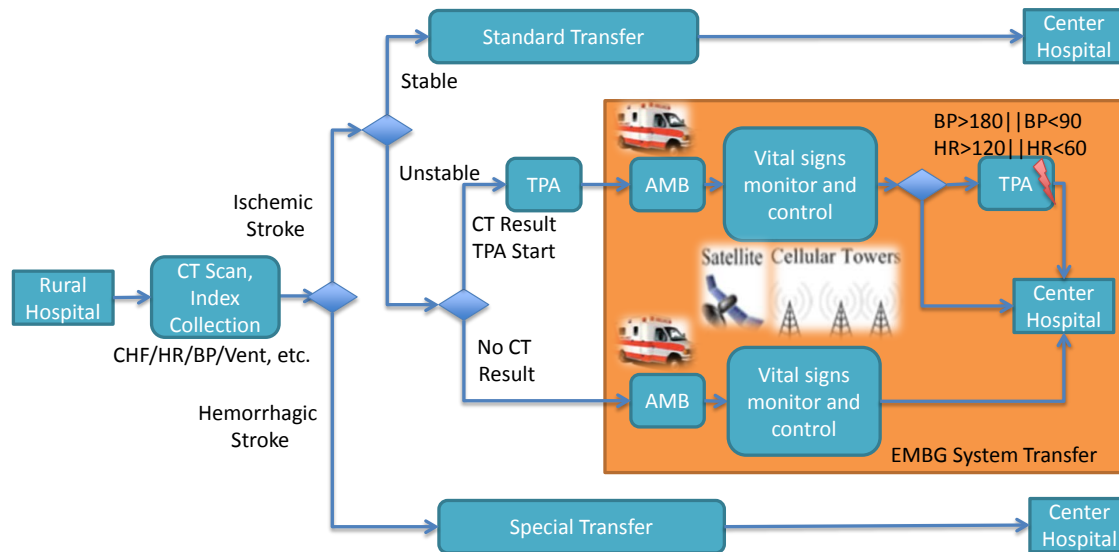 Standard Transfer
Center
Hospital
Stable
BP>180||BP<90
HR>120||HR<60
Unstable
TPA
AMB
Vital signs
monitor and
control
TPA
Ischemic
Stroke
CT Result
TPA Start
Satellite
Cellular Towers
Rural
Hospital
CT Scan,
Index
Collection
Center
Hospital
CHF/HR/BP/Vent, etc.
No CT
Result
AMB
Vital signs
monitor and
control
Hemorrhagic
Stroke
EMBG System Transfer
Special Transfer
Center
Hospital